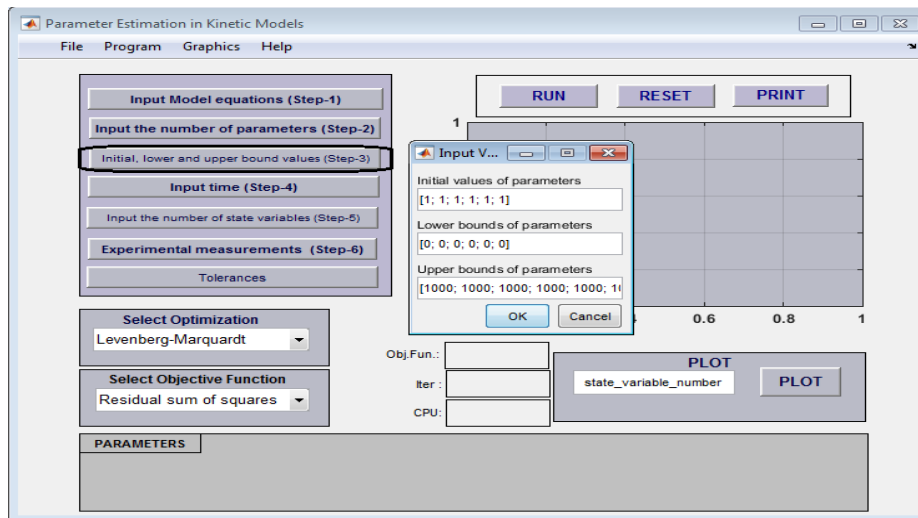 Parameter Estimation in Kinetic Models
File Program Graphics Help
Input Model equations (Step-1)
Input the number of parameters (Step-2)
Initial, lower and upper bound values (Step-3)
Input time (Step-4)
Input the number of state variables (Step-5)
Experimental measurements (Step-6)
Tolerances
Select Optimization
Levenberg-Marquardt
Select Objective Function
Residual sum of squares
RUN RESET PRINT
1
Input V...
Initial values of parameters
[1; 1; 1; 1; 1; 1]
Lower bounds of parameters
[0; 0; 0; 0; 0; 0]
Upper bounds of parameters
[1000; 1000; 1000; 1000; 1000;
OK Cancel
0.6 0.8 1
Obj.Fun.:
Iter :
CPU:
PLOT
state_variable_number PLOT
PARAMETERS